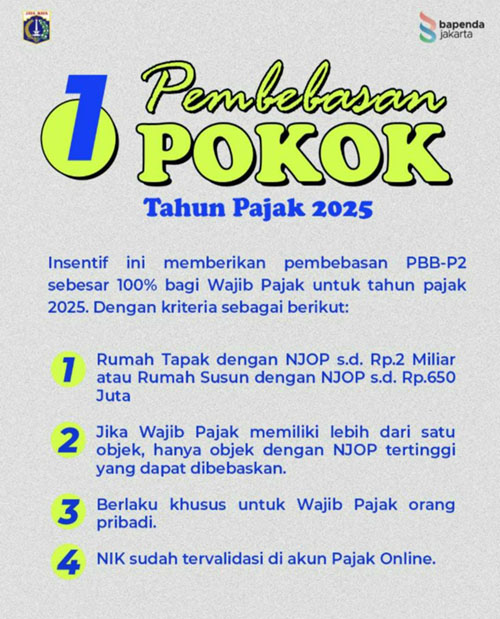 JAYA RAYA
bapenda
jakarta
1
Pembebasan
POKOK
Tahun Pajak 2025
Insentif ini memberikan pembebasan PBB-P2
sebesar 100% bagi Wajib Pajak untuk tahun pajak
2025. Dengan kriteria sebagai berikut:
1 Rumah Tapak dengan NJOP s.d. Rp.2 Miliar
atau Rumah Susun dengan NJOP s.d. Rp.650
Juta
2 Jika Wajib Pajak memiliki lebih dari satu
objek, hanya objek dengan NJOP tertinggi
yang dapat dibebaskan.
3 Berlaku khusus untuk Wajib Pajak orang
pribadi.
4 NIK sudah tervalidasi di akun Pajak Online.